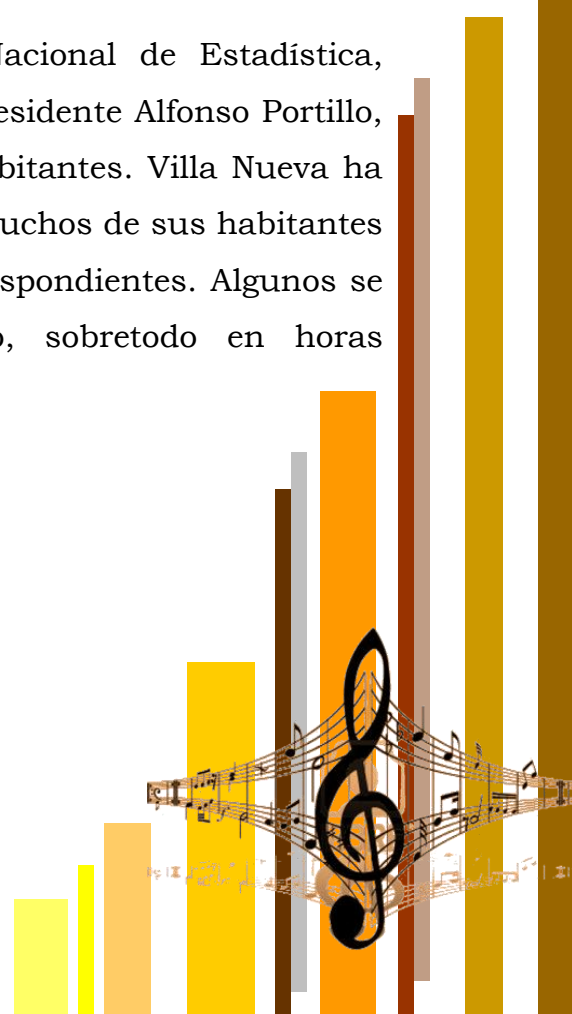 Nacional de Estadística,
esidente Alfonso Portillo,
bitantes. Villa Nueva ha
uchos de sus habitantes
spondientes. Algunos se
o, sobretodo en horas